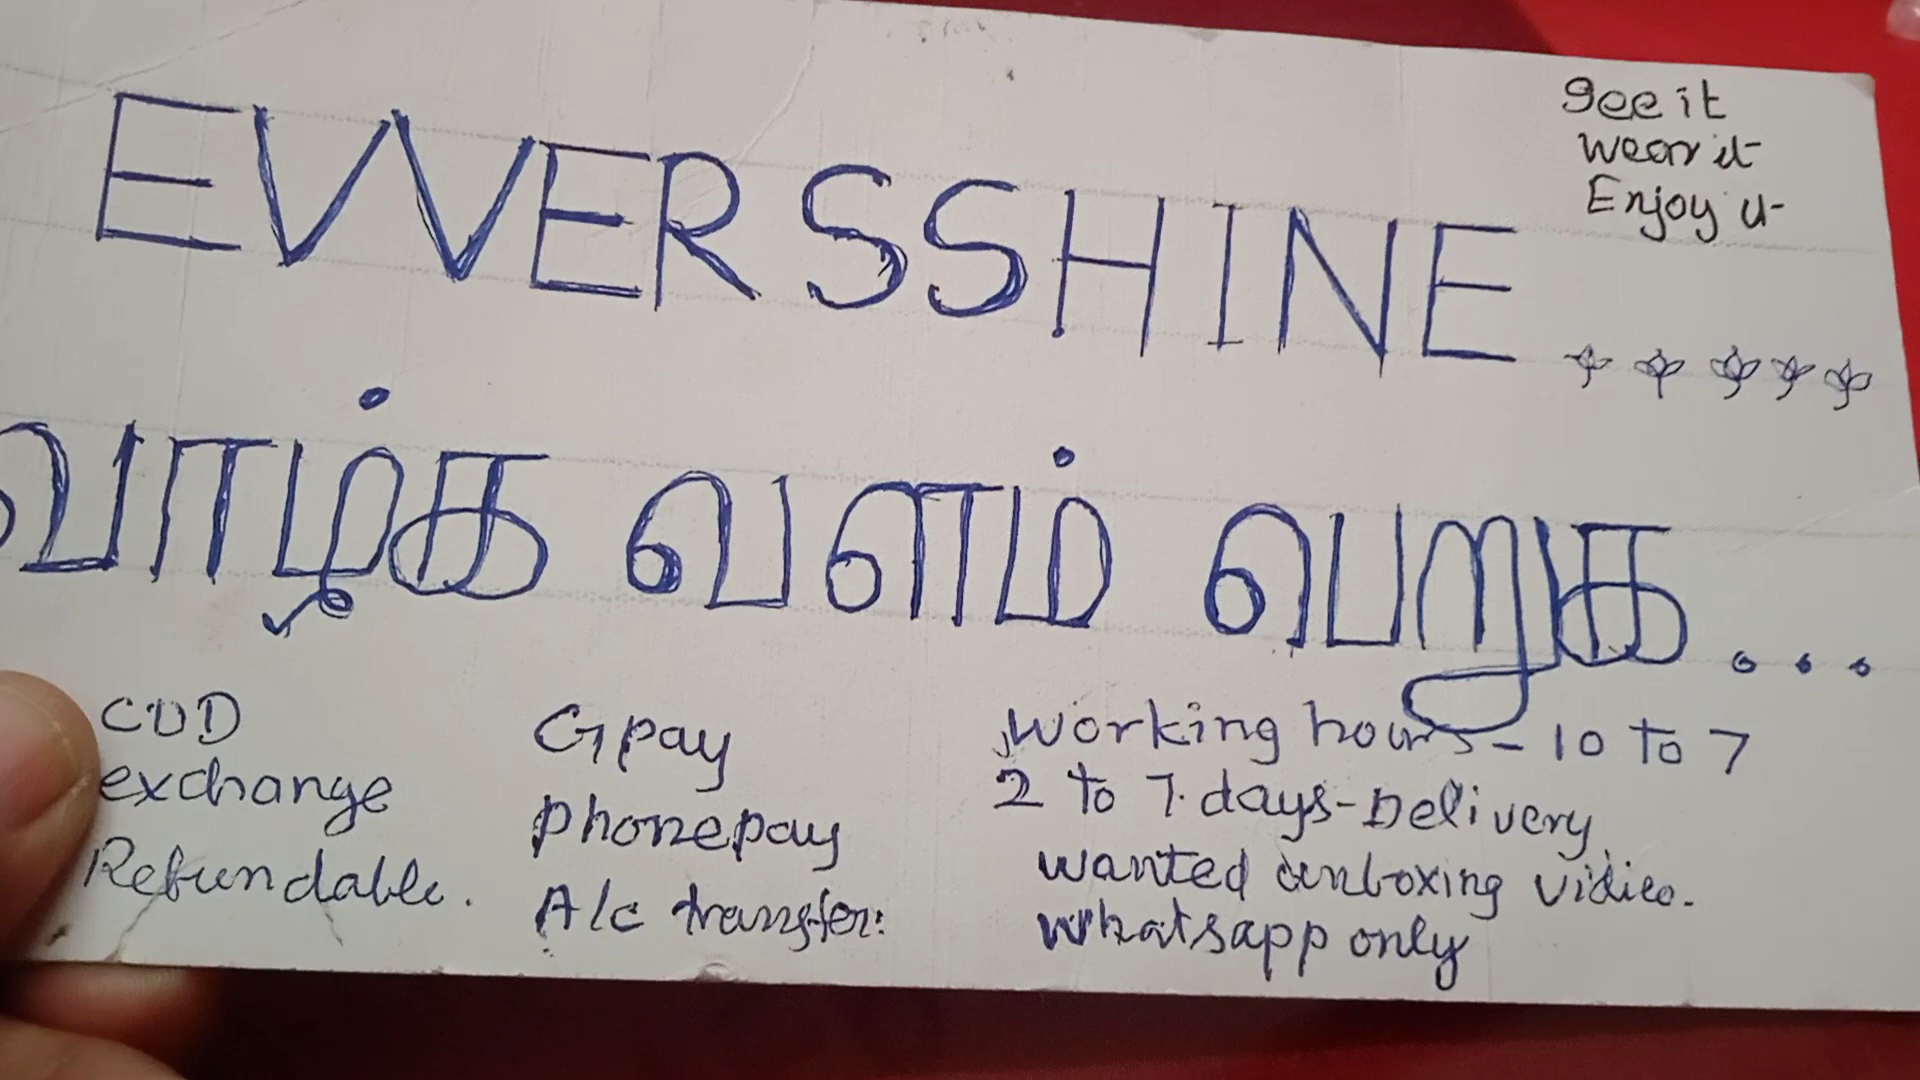 See it
wear it
Enjoy it
EVVERSSHINE.....
வாழ்க வளம் பெறுக...
COD
exchange
Refundable.
Gpay
phonepay
A/c transfer:
working hours - 10 to 7
2 to 7 days - Delivery
wanted unboxing video.
whatsapp only